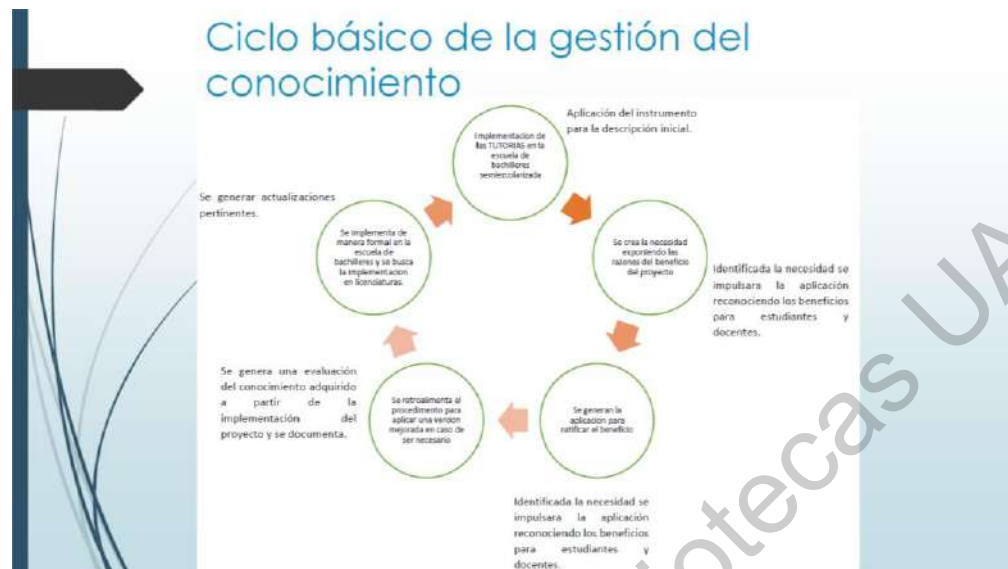 Ciclo básico de la gestión del
conocimiento
Implementacion de
las TUTORIAS en la
escuela de
bachilleres
semiescolarizada
Aplicación del instrumento
para la descripción inicial.
Se crea la necesidad
exponiendo las
razones del beneficio
del proyecto
Identificada la necesidad se
impulsara la aplicación
reconociendo los beneficios
para estudiantes y
docentes.
Se generan la
aplicacion para
ratificar el beneficio
Identificada la necesidad se
impulsara la aplicación
reconociendo los beneficios
para estudiantes y
docentes.
Se retroalimenta el
procedimento para
aplicar una version
mejorada en caso de
ser necesario
Se genera una evaluación
del conocimiento adquirido
a partir de la
implementación del
proyecto y se documenta.
Se implementa de
manera formal en la
escuela de
bachilleres y se busca
la implementacion
en licenciaturas.
Se generar actualizaciones
pertinentes.
otecas UA